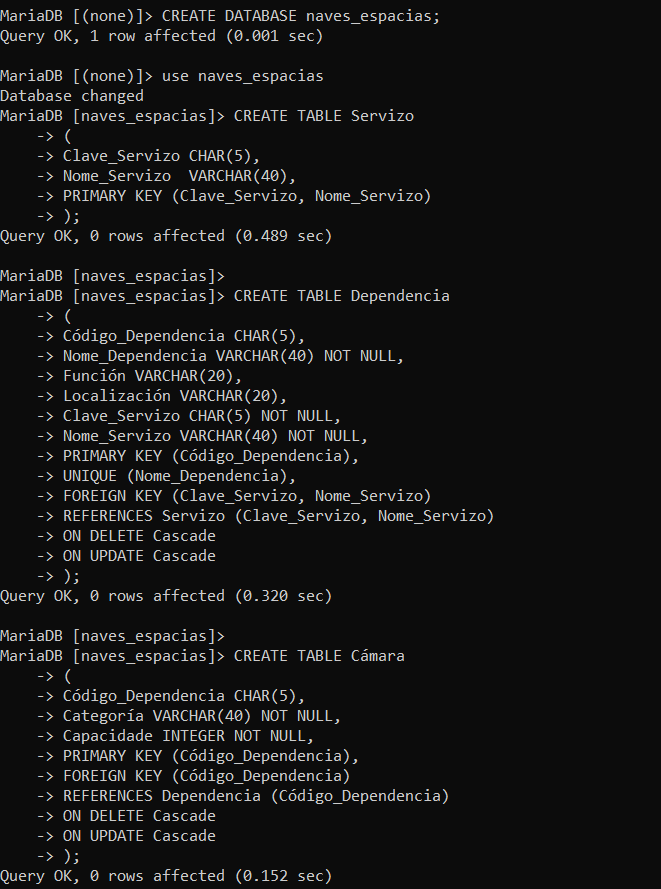 MariaDB [(none)]> CREATE DATABASE naves_espacias;
Query OK, 1 row affected (0.001 sec)

MariaDB [(none)]> use naves_espacias
Database changed
MariaDB [naves_espacias]> CREATE TABLE Servizo
    -> (
    -> Clave_Servizo CHAR(5),
    -> Nome_Servizo  VARCHAR(40),
    -> PRIMARY KEY (Clave_Servizo, Nome_Servizo)
    -> );
Query OK, 0 rows affected (0.489 sec)

MariaDB [naves_espacias]>
MariaDB [naves_espacias]> CREATE TABLE Dependencia
    -> (
    -> Código_Dependencia CHAR(5),
    -> Nome_Dependencia VARCHAR(40) NOT NULL,
    -> Función VARCHAR(20),
    -> Localización VARCHAR(20),
    -> Clave_Servizo CHAR(5) NOT NULL,
    -> Nome_Servizo VARCHAR(40) NOT NULL,
    -> PRIMARY KEY (Código_Dependencia),
    -> UNIQUE (Nome_Dependencia),
    -> FOREIGN KEY (Clave_Servizo, Nome_Servizo)
    -> REFERENCES Servizo (Clave_Servizo, Nome_Servizo)
    -> ON DELETE Cascade
    -> ON UPDATE Cascade
    -> );
Query OK, 0 rows affected (0.320 sec)

MariaDB [naves_espacias]>
MariaDB [naves_espacias]> CREATE TABLE Cámara
    -> (
    -> Código_Dependencia CHAR(5),
    -> Categoría VARCHAR(40) NOT NULL,
    -> Capacidade INTEGER NOT NULL,
    -> PRIMARY KEY (Código_Dependencia),
    -> FOREIGN KEY (Código_Dependencia)
    -> REFERENCES Dependencia (Código_Dependencia)
    -> ON DELETE Cascade
    -> ON UPDATE Cascade
    -> );
Query OK, 0 rows affected (0.152 sec)